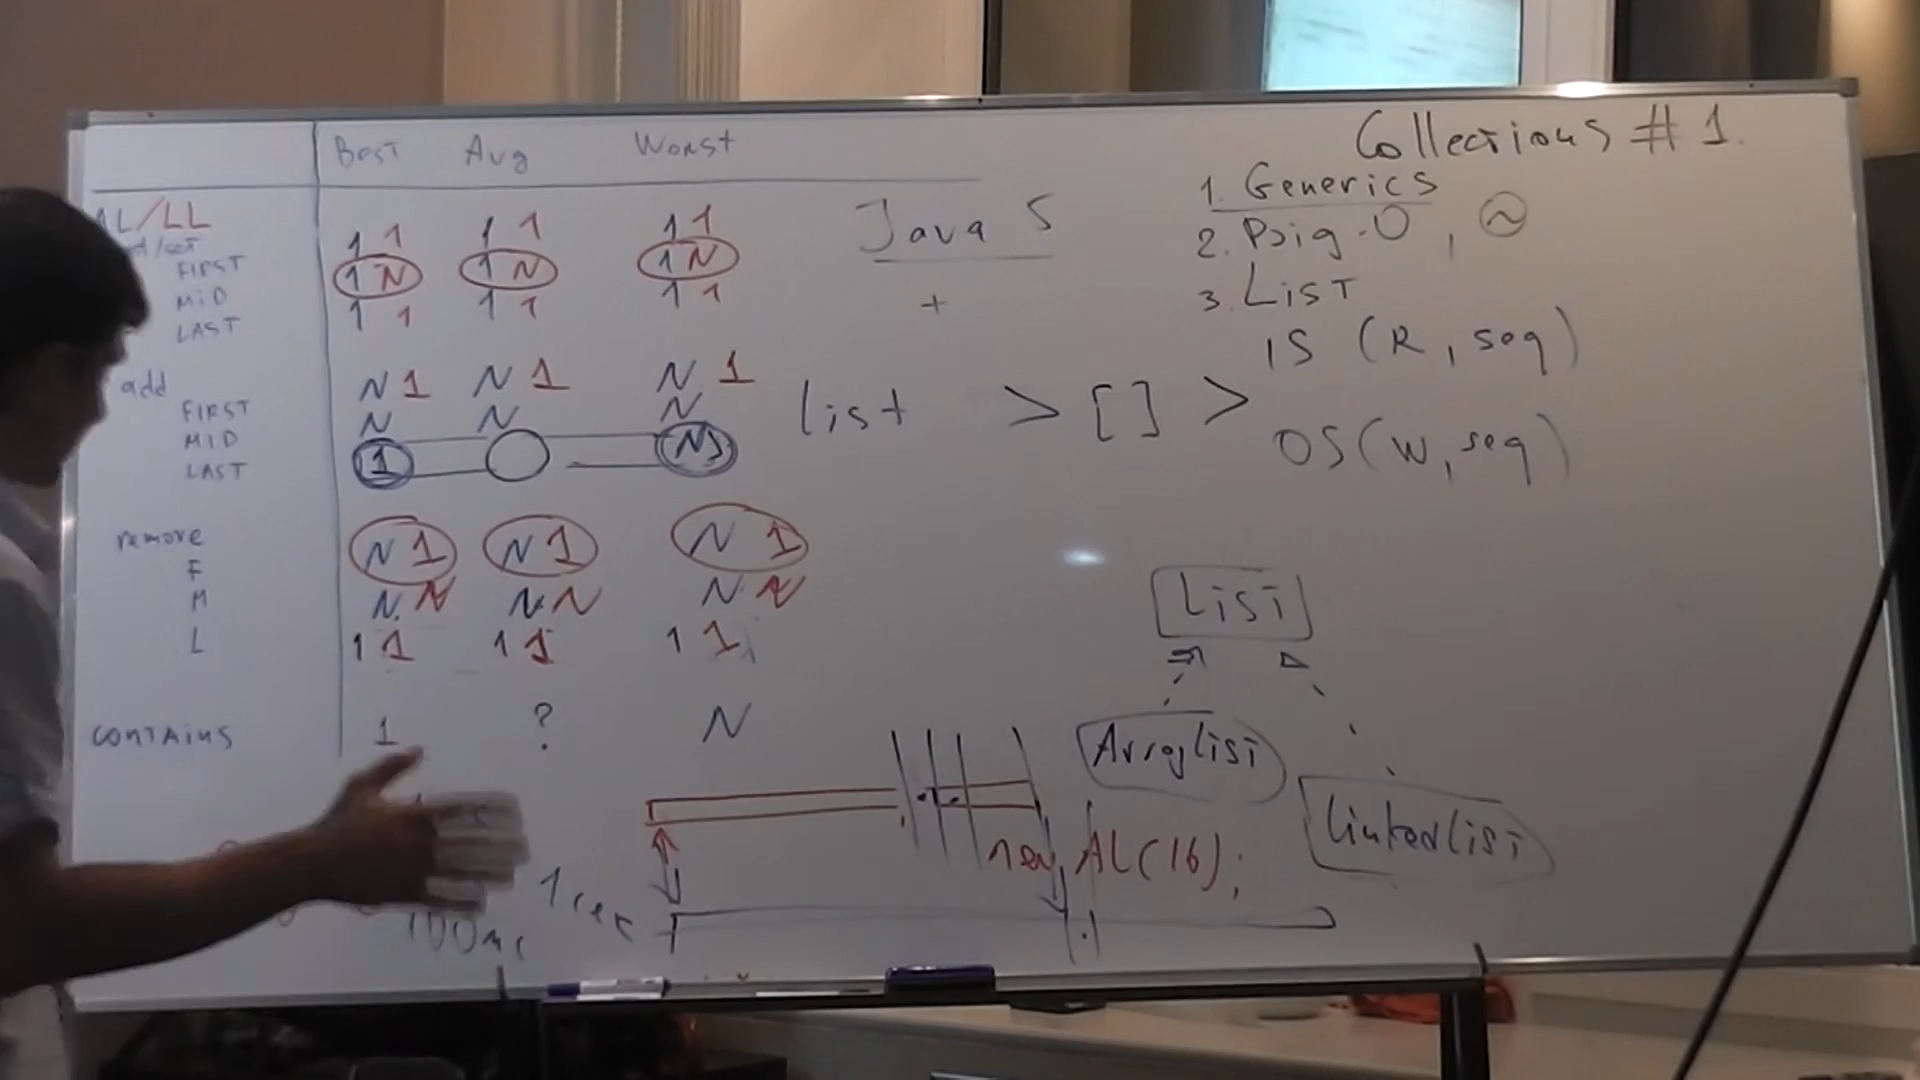 Collections #1.
Best Avg Worst
AL/LL
1 1 1 1 1 1
FIRST 1 N 1 N 1 N
MID 1 1 1 1 1 1
LAST
add N 1 N 1 N 1
FIRST N N N
MID
LAST 1 N
remove N 1 N 1 N 1
F
M N N N N N N
L 1 1 1 1 1 1
contains 1 ? N
Java 5
+
list > [] >
1. Generics
2. O, ~
3. List
IS (R, seq)
OS(W, seq)
List
ArrayList
LinkedList
new AL(16);
1сек
100мс